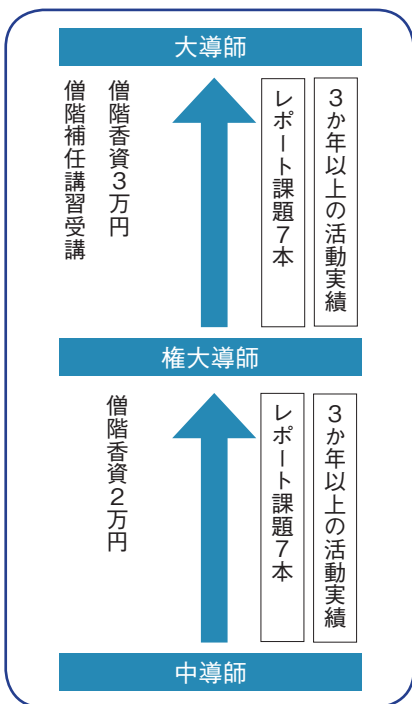 大導師
3か年以上の活動実績
レポート課題7本
僧階香資3万円
僧階補任講習受講
権大導師
3か年以上の活動実績
レポート課題7本
僧階香資2万円
中導師